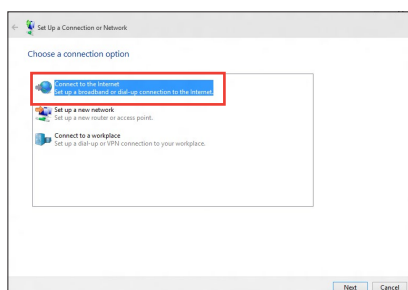 Set Up a Connection or Network
Choose a connection option
Connect to the Internet
Set up a broadband or dial-up connection to the Internet.
Set up a new network
Set up a new router or access point.
Connect to a workplace
Set up a dial-up or VPN connection to your workplace.
Next Cancel